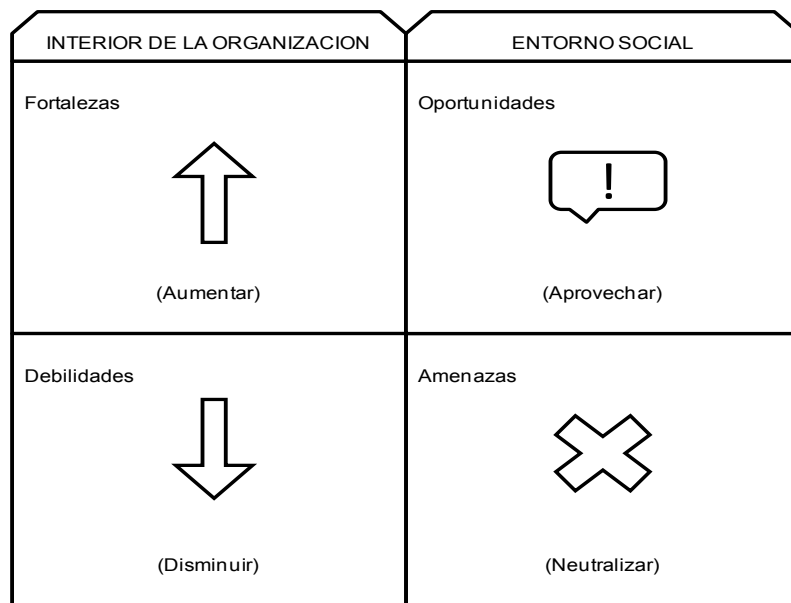 INTERIOR DE LA ORGANIZACION
ENTORNO SOCIAL
Fortalezas
Oportunidades
!
(Aumentar)
(Aprovechar)
Debilidades
Amenazas
(Disminuir)
(Neutralizar)